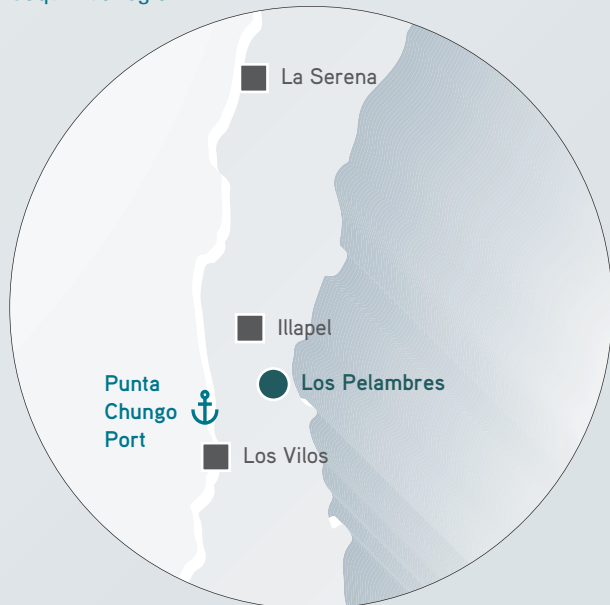 La Serena
Illapel
Los Pelambres
Punta
Chungo
Port
Los Vilos